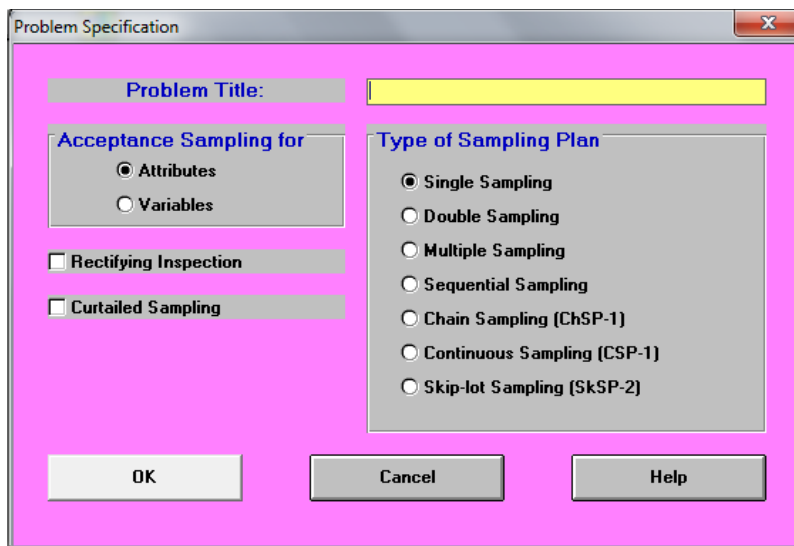 Problem Specification
Problem Title:
Acceptance Sampling for
Attributes
Variables
Rectifying Inspection
Curtailed Sampling
Type of Sampling Plan
Single Sampling
Double Sampling
Multiple Sampling
Sequential Sampling
Chain Sampling (ChSP-1)
Continuous Sampling (CSP-1)
Skip-lot Sampling (SkSP-2)
OK
Cancel
Help